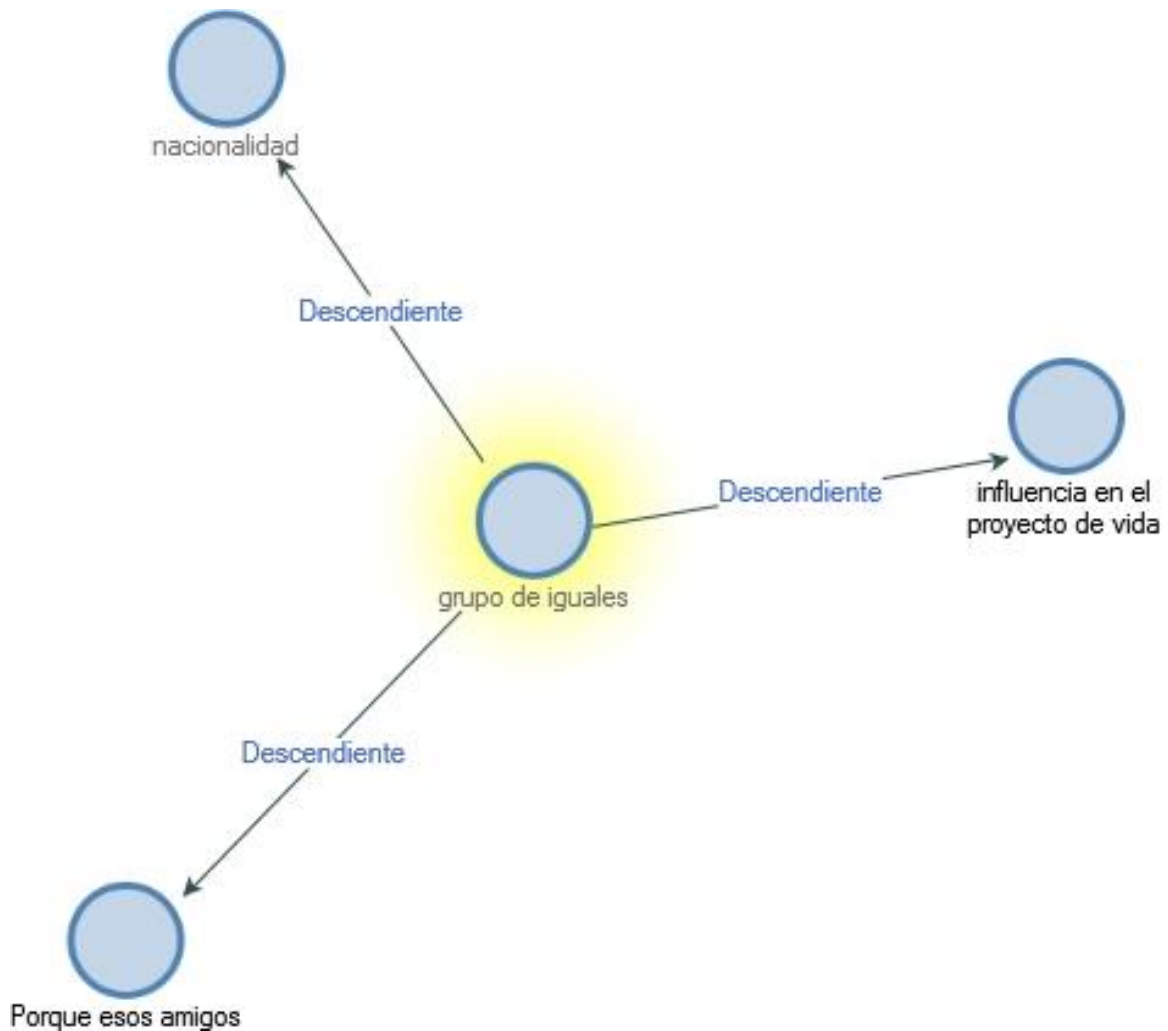 nacionalidad
Descendiente
Descendiente
influencia en el
proyecto de vida
grupo de iguales
Descendiente
Porque esos amigos